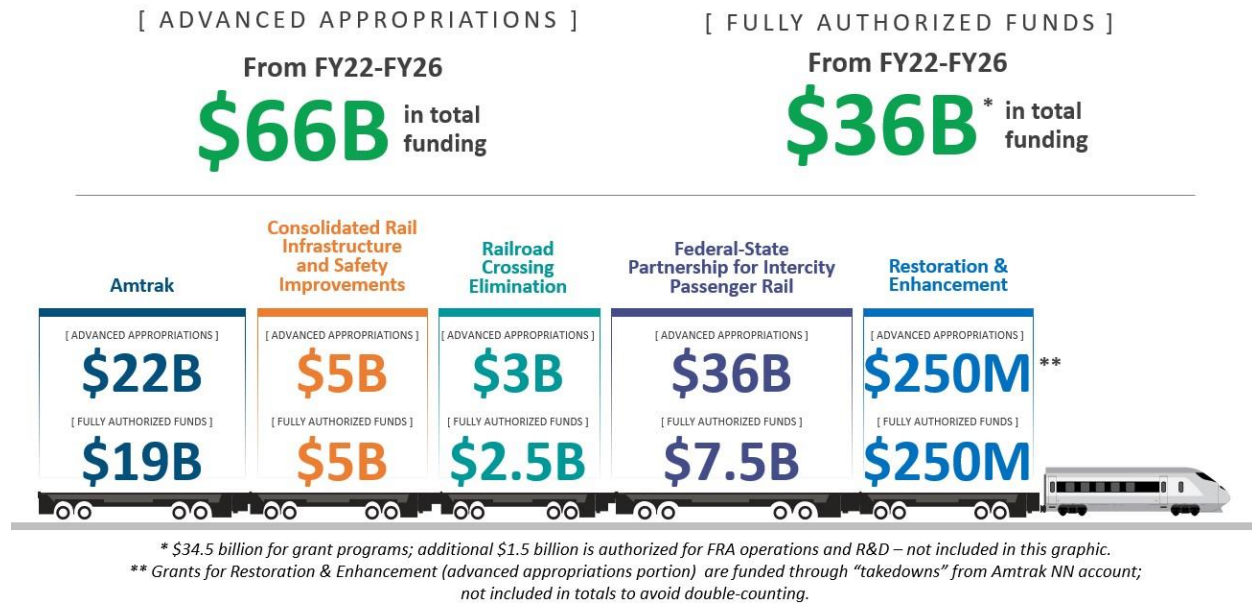 [ ADVANCED APPROPRIATIONS ]
From FY22-FY26
$66B in total
funding
[ FULLY AUTHORIZED FUNDS ]
From FY22-FY26
$36B* in total
funding
Amtrak
[ ADVANCED APPROPRIATIONS ]
$22B
[ FULLY AUTHORIZED FUNDS ]
$19B
Consolidated Rail
Infrastructure
and Safety
Improvements
[ ADVANCED APPROPRIATIONS ]
$5B
[ FULLY AUTHORIZED FUNDS ]
$5B
Railroad
Crossing
Elimination
[ ADVANCED APPROPRIATIONS ]
$3B
[ FULLY AUTHORIZED FUNDS ]
$2.5B
Federal-State
Partnership for Intercity
Passenger Rail
[ ADVANCED APPROPRIATIONS ]
$36B
[ FULLY AUTHORIZED FUNDS ]
$7.5B
Restoration &
Enhancement
[ ADVANCED APPROPRIATIONS ]
$250M **
[ FULLY AUTHORIZED FUNDS ]
$250M
* $34.5 billion for grant programs; additional $1.5 billion is authorized for FRA operations and R&D – not included in this graphic.
** Grants for Restoration & Enhancement (advanced appropriations portion) are funded through “takedowns” from Amtrak NN account;
not included in totals to avoid double-counting.